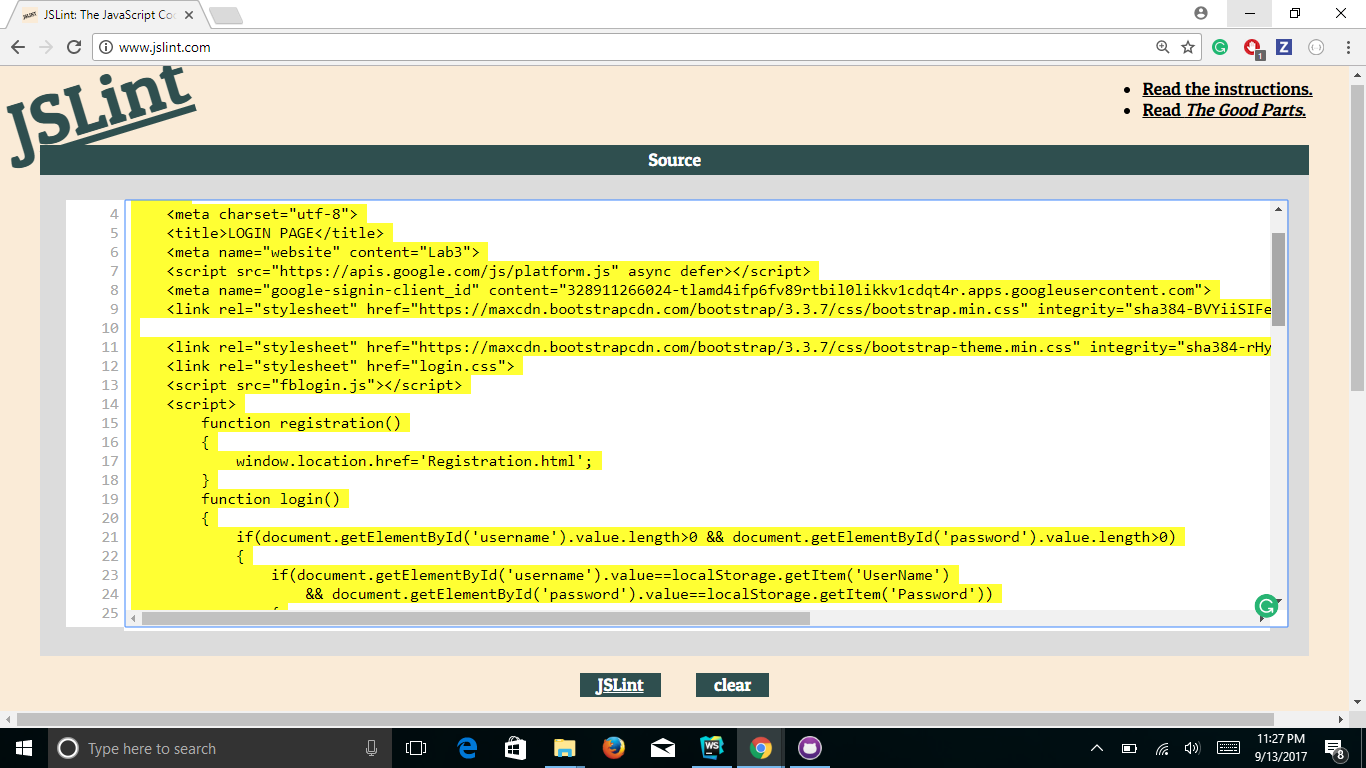 JSLint: The JavaScript Co
www.jslint.com
1
JSLint
Read the instructions.
Read The Good Parts.
Source
4 <meta charset="utf-8">
5 <title>LOGIN PAGE</title>
6 <meta name="website" content="Lab3">
7 <script src="https://apis.google.com/js/platform.js" async defer></script>
8 <meta name="google-signin-client_id" content="328911266024-tlamd4ifp6fv89rtbil0likkv1cdqt4r.apps.googleusercontent.com">
9 <link rel="stylesheet" href="https://maxcdn.bootstrapcdn.com/bootstrap/3.3.7/css/bootstrap.min.css" integrity="sha384-BVYiiSIFe
10
11 <link rel="stylesheet" href="https://maxcdn.bootstrapcdn.com/bootstrap/3.3.7/css/bootstrap-theme.min.css" integrity="sha384-rHy
12 <link rel="stylesheet" href="login.css">
13 <script src="fblogin.js"></script>
14 <script>
15 function registration()
16 {
17 window.location.href='Registration.html';
18 }
19 function login()
20 {
21 if(document.getElementById('username').value.length>0 && document.getElementById('password').value.length>0)
22 {
23 if(document.getElementById('username').value==localStorage.getItem('UserName')
24 && document.getElementById('password').value==localStorage.getItem('Password'))
25 {
JSLint clear
Type here to search
11:27 PM
9/13/2017
8